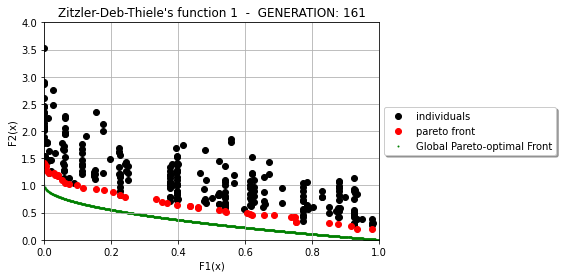 Zitzler-Deb-Thiele's function 1 - GENERATION: 161
4.0
3.5
3.0
2.5
2.0
1.5
1.0
0.5
0.0
F2(x)
0.0 0.2 0.4 0.6 0.8 1.0
F1(x)
individuals
pareto front
Global Pareto-optimal Front